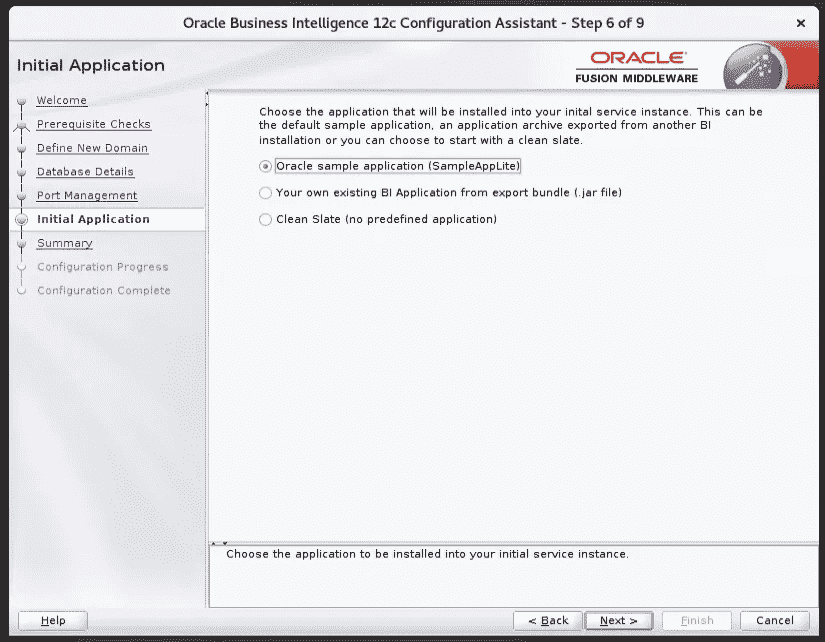 Oracle Business Intelligence 12c Configuration Assistant - Step 6 of 9
Initial Application
ORACLE
FUSION MIDDLEWARE
Welcome
Prerequisite Checks
Define New Domain
Database Details
Port Management
Initial Application
Summary
Configuration Progress
Configuration Complete
Choose the application that will be installed into your inital service instance. This can be
the default sample application, an application archive exported from another BI
installation or you can choose to start with a clean slate.
Oracle sample application (SampleAppLite)
Your own existing BI Application from export bundle (.jar file)
Clean Slate (no predefined application)
Choose the application to be installed into your initial service instance.
Help
< Back
Next >
Finish
Cancel